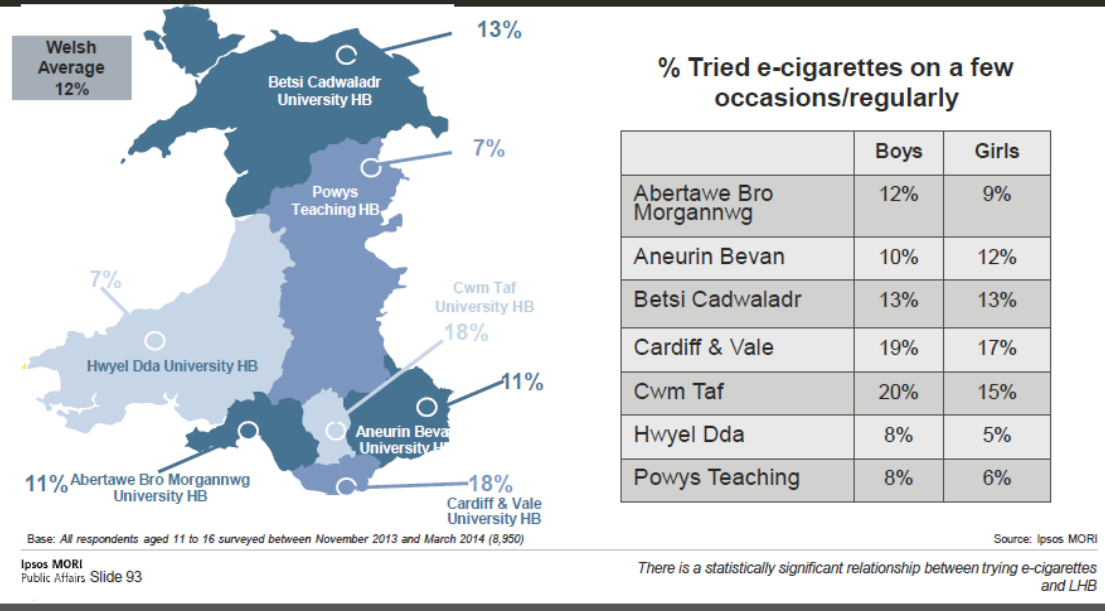 Welsh
Average
12%
13%
Betsi Cadwaladr
University HB
7%
Powys
Teaching HB
7%
Cwm Taf
University HB
18%
Hwyel Dda University HB
11%
Aneurin Beva
University H
11%
Abertawe Bro Morgannwg
University HB
18%
Cardiff & Vale
University HB
% Tried e-cigarettes on a few
occasions/regularly
Boys Girls
Abertawe Bro
Morgannwg
12% 9%
Aneurin Bevan 10% 12%
Betsi Cadwaladr 13% 13%
Cardiff & Vale 19% 17%
Cwm Taf 20% 15%
Hwyel Dda 8% 5%
Powys Teaching 8% 6%
Base: All respondents aged 11 to 16 surveyed between November 2013 and March 2014 (8,950)
Source: Ipsos MORI
Ipsos MORI
Public Affairs Slide 93
There is a statistically significant relationship between trying e-cigarettes
and LHB